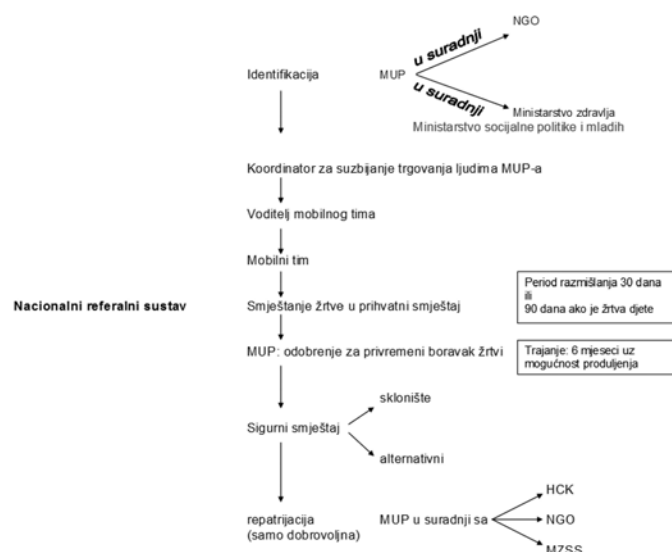 NGO
u suradnji
Identifikacija
MUP
u suradnji
Ministarstvo zdravlja
Ministarstvo socijalne politike i mladih
Koordinator za suzbijanje trgovanja ljudima MUP-a
Voditelj mobilnog tima
Mobilni tim
Nacionalni referalni sustav
Smještanje žrtve u prihvatni smještaj
Period razmišlanja 30 dana
ili
90 dana ako je žrtva djete
MUP: odobrenje za privremeni boravak žrtvi
Trajanje: 6 mjeseci uz
mogućnost produljenja
sklonište
Sigurni smještaj
alternativni
HCK
repatrijacija
(samo dobrovoljna)
MUP u suradnji sa
NGO
MZSS